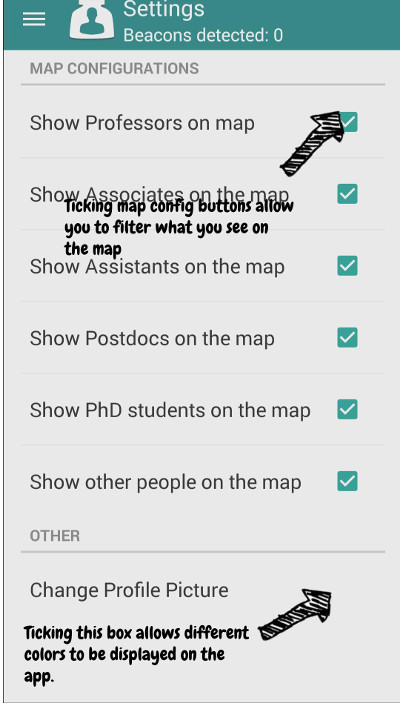 Settings
Beacons detected: 0
MAP CONFIGURATIONS
Show Professors on map
Show Associates on the map
Ticking map config buttons allow
you to filter what you see on
the map
Show Assistants on the map
Show Postdocs on the map
Show PhD students on the map
Show other people on the map
OTHER
Change Profile Picture
Ticking this box allows different
colors to be displayed on the
app.